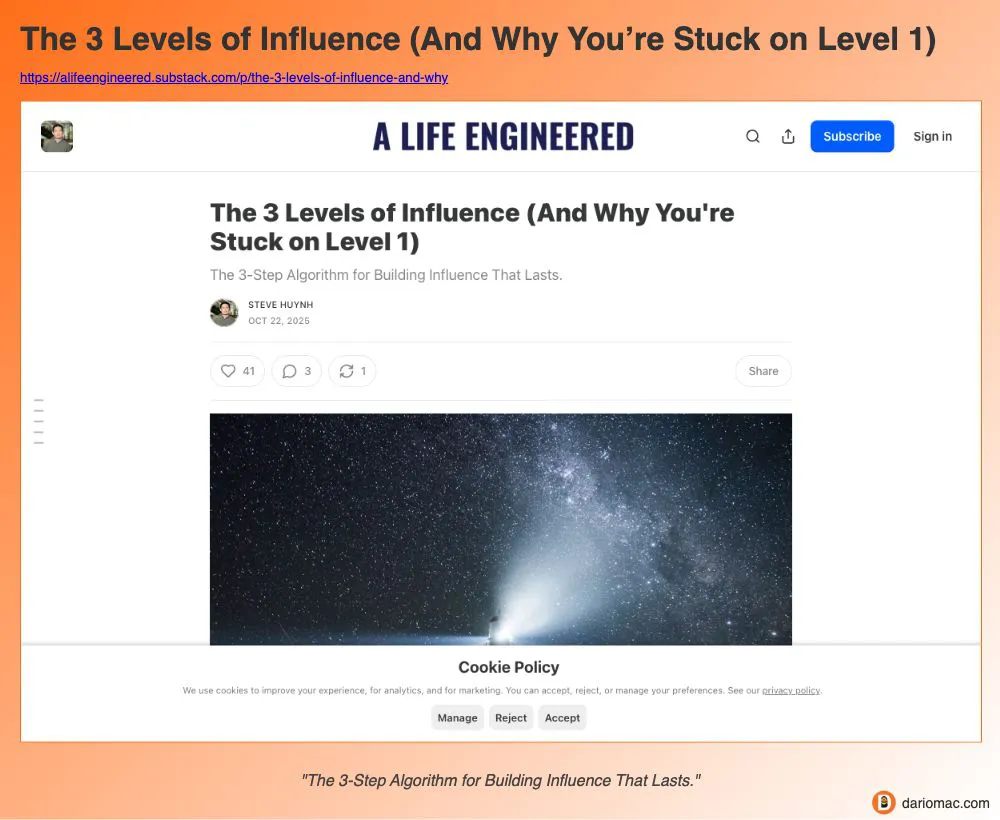 The 3 Levels of Influence (And Why You’re Stuck on Level 1)
https://alifeengineered.substack.com/p/the-3-levels-of-influence-and-why
A LIFE ENGINEERED
Subscribe
Sign in
The 3 Levels of Influence (And Why You're
Stuck on Level 1)
The 3-Step Algorithm for Building Influence That Lasts.
STEVE HUYNH
OCT 22, 2025
41
3
1
Share
Cookie Policy
We use cookies to improve your experience, for analytics, and for marketing. You can accept, reject, or manage your preferences. See our privacy policy.
Manage
Reject
Accept
"The 3-Step Algorithm for Building Influence That Lasts."
dariomac.com